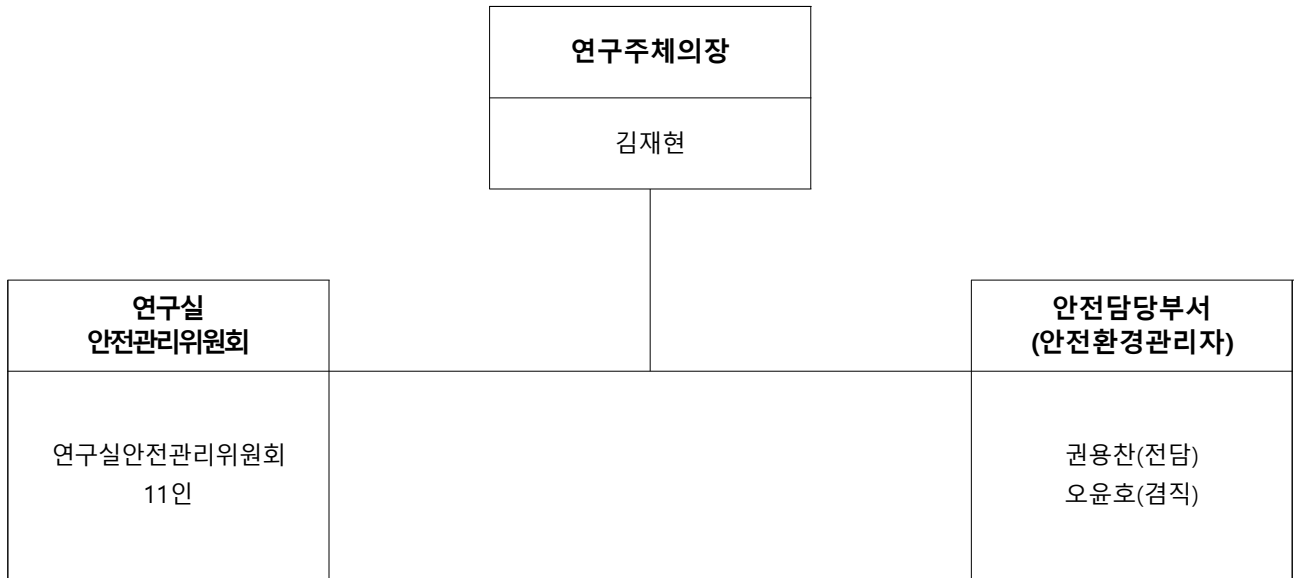 연구주체의장
김재현
연구실
안전관리위원회
안전담당부서
(안전환경관리자)
연구실안전관리위원회
11인
권용찬(전담)
오윤호(겸직)